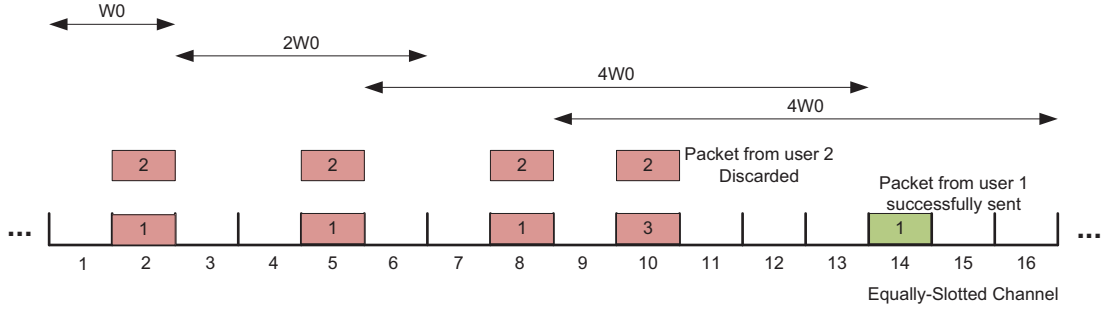 W0
2W0
4W0
4W0
2 2 2 2
Packet from user 2
Discarded
Packet from user 1
successfully sent
... 1 1 1 3 1 ...
1 2 3 4 5 6 7 8 9 10 11 12 13 14 15 16
Equally-Slotted Channel